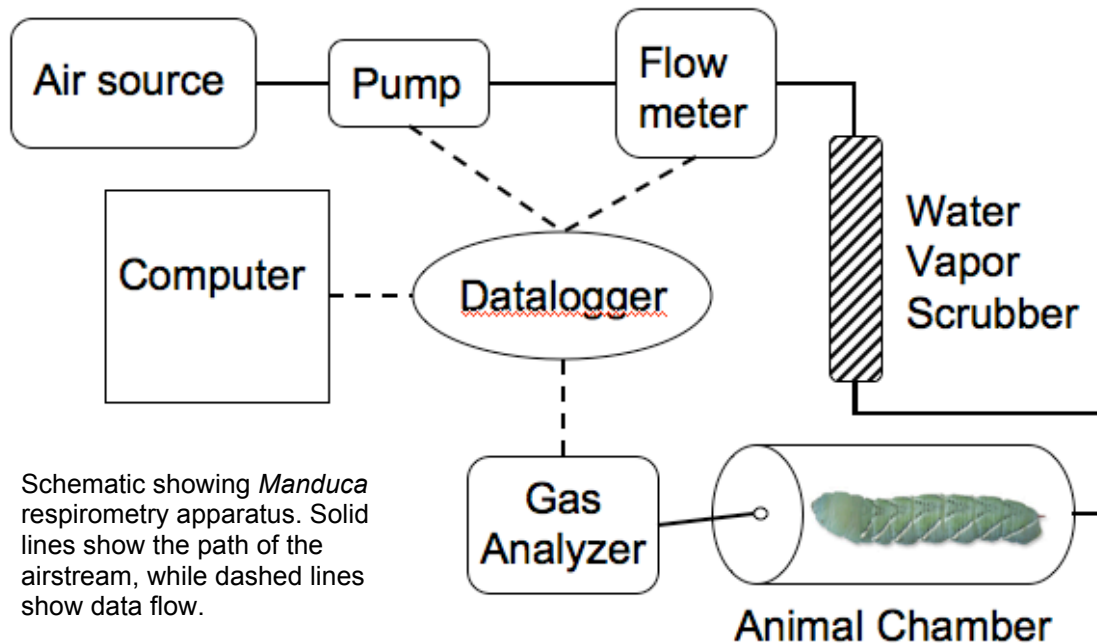 Air source
Pump
Flow
meter
Water
Vapor
Scrubber
Computer
Datalogger
Gas
Analyzer
Animal Chamber
Schematic showing Manduca
respirometry apparatus. Solid
lines show the path of the
airstream, while dashed lines
show data flow.